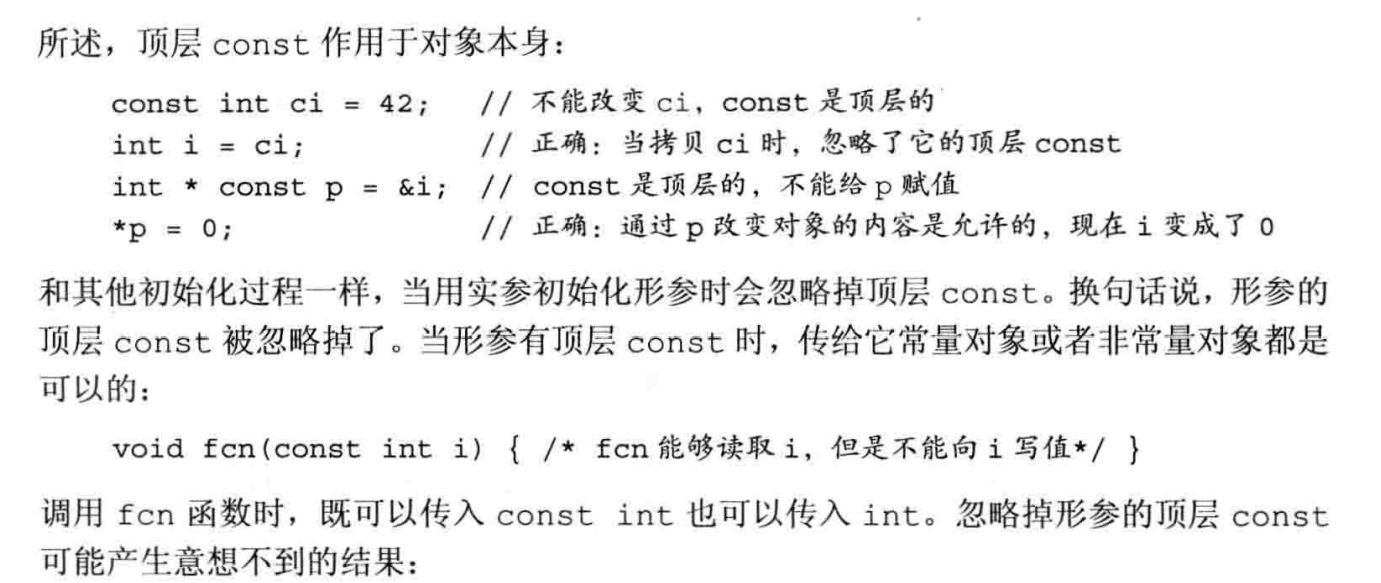 所述，顶层 const 作用于对象本身：
const int ci = 42;   // 不能改变 ci，const 是顶层的
int i = ci;          // 正确：当拷贝 ci 时，忽略了它的顶层 const
int * const p = &i;  // const 是顶层的，不能给 p 赋值
*p = 0;              // 正确：通过 p 改变对象的内容是允许的，现在 i 变成了 0
和其他初始化过程一样，当用实参初始化形参时会忽略掉顶层 const。换句话说，形参的
顶层 const 被忽略掉了。当形参有顶层 const 时，传给它常量对象或者非常量对象都是
可以的：
void fcn(const int i) { /* fcn 能够读取 i，但是不能向 i 写值*/ }
调用 fcn 函数时，既可以传入 const int 也可以传入 int。忽略掉形参的顶层 const
可能产生意想不到的结果：